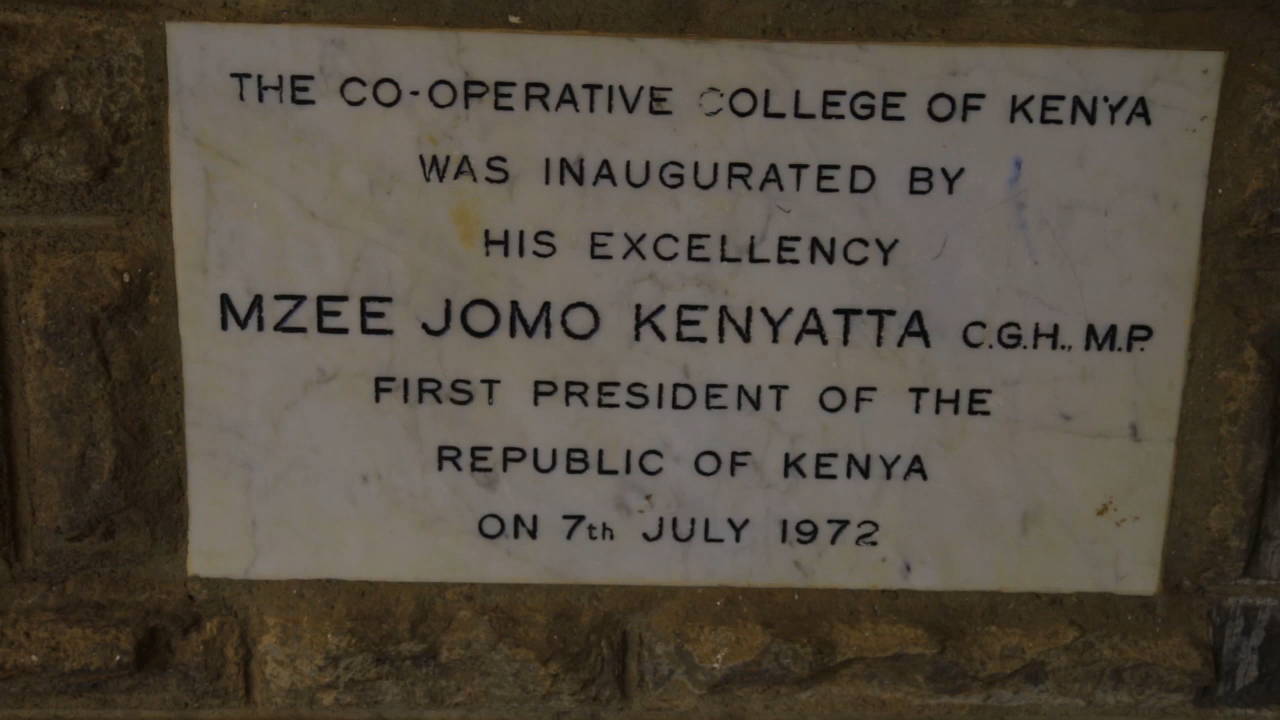 THE CO-OPERATIVE COLLEGE OF KENYA
WAS INAUGURATED BY
HIS EXCELLENCY
MZEE JOMO KENYATTA C.G.H., M.P.
FIRST PRESIDENT OF THE
REPUBLIC OF KENYA
ON 7th JULY 1972